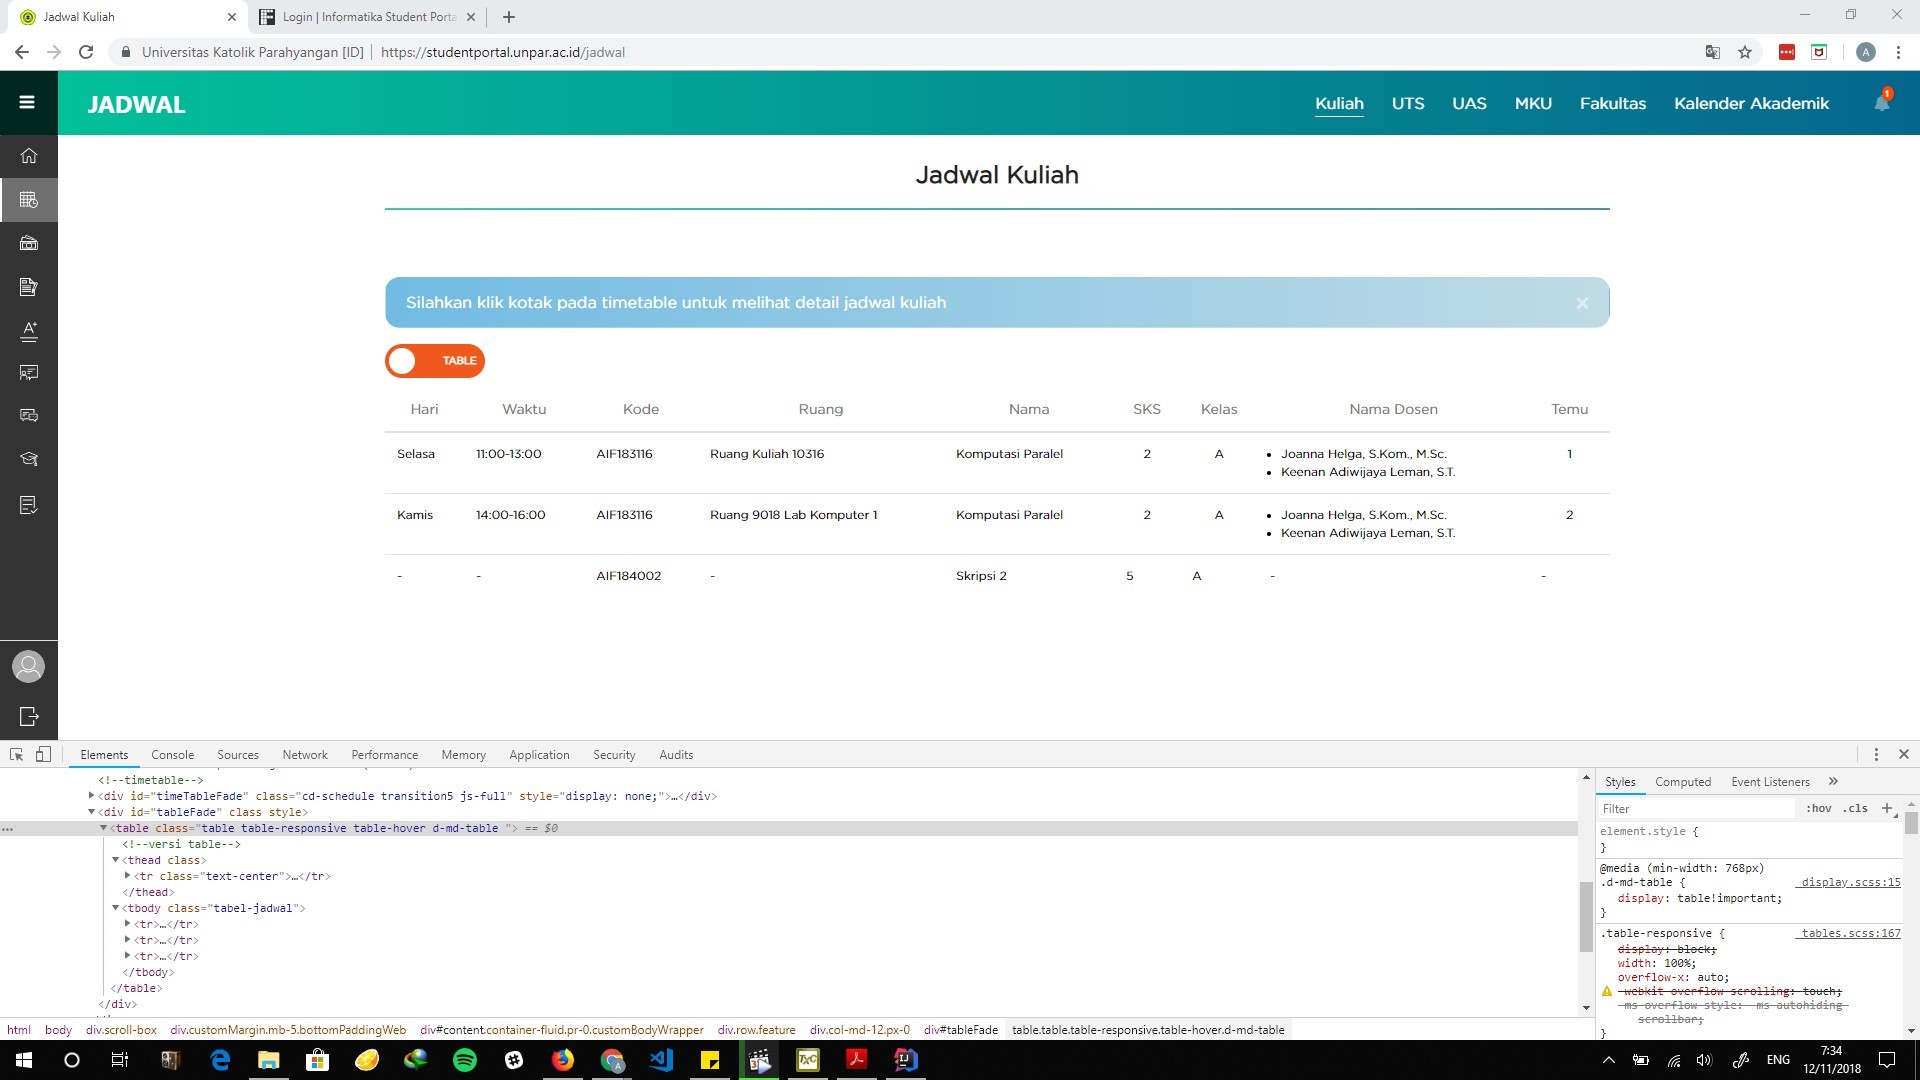 Jadwal Kuliah
Login | Informatika Student Porta
Universitas Katolik Parahyangan [ID]
https://studentportal.unpar.ac.id/jadwal
A
JADWAL
Kuliah UTS UAS MKU Fakultas Kalender Akademik
1
Jadwal Kuliah
Silahkan klik kotak pada timetable untuk melihat detail jadwal kuliah
TABLE
Hari Waktu Kode Ruang Nama SKS Kelas Nama Dosen Temu
Selasa 11:00-13:00 AIF183116 Ruang Kuliah 10316 Komputasi Paralel 2 A • Joanna Helga, S.Kom., M.Sc. 1
• Keenan Adiwijaya Leman, S.T.
Kamis 14:00-16:00 AIF183116 Ruang 9018 Lab Komputer 1 Komputasi Paralel 2 A • Joanna Helga, S.Kom., M.Sc. 2
• Keenan Adiwijaya Leman, S.T.
- - AIF184002 - Skripsi 2 5 A - -
Elements Console Sources Network Performance Memory Application Security Audits
<!--timetable-->
<div id="timeTableFade" class="cd-schedule transition5 js-full" style="display: none;">…</div>
<div id="tableFade" class style>
<table class="table table-responsive table-hover d-md-table "> == $0
<!--versi table-->
<thead class>
<tr class="text-center">…</tr>
</thead>
<tbody class="tabel-jadwal">
<tr>…</tr>
<tr>…</tr>
<tr>…</tr>
</tbody>
</table>
</div>
html body div.scroll-box div.customMargin.mb-5.bottomPaddingWeb div#content.container-fluid.pr-0.customBodyWrapper div.row.feature div.col-md-12.px-0 div#tableFade table.table.table-responsive.table-hover.d-md-table
Styles Computed Event Listeners »
Filter :hov .cls +
element.style {
}
@media (min-width: 768px)
.d-md-table { _display.scss:15
display: table!important;
}
.table-responsive { _tables.scss:167
display: block;
width: 100%;
overflow-x: auto;
-webkit-overflow-scrolling: touch;
-ms-overflow-style: -ms-autohiding-
scrollbar;
}
ENG
7:34
12/11/2018